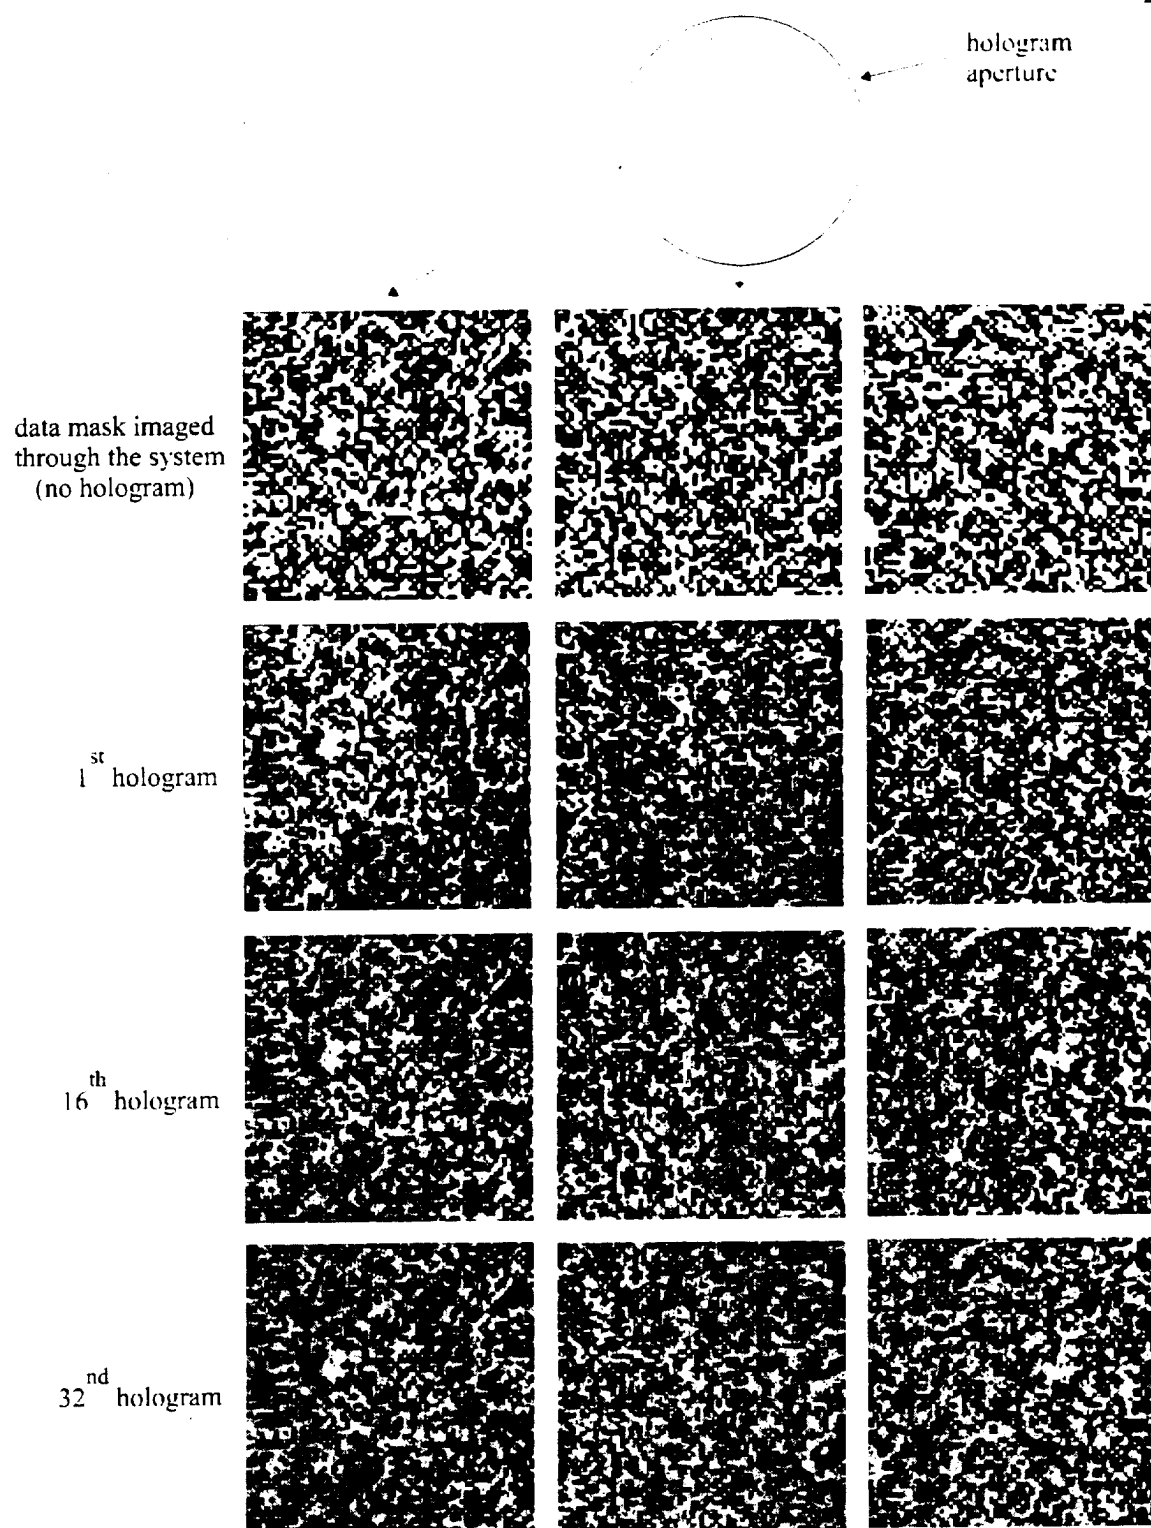 hologram
aperture
data mask imaged
through the system
(no hologram)
1st hologram
16th hologram
32nd hologram